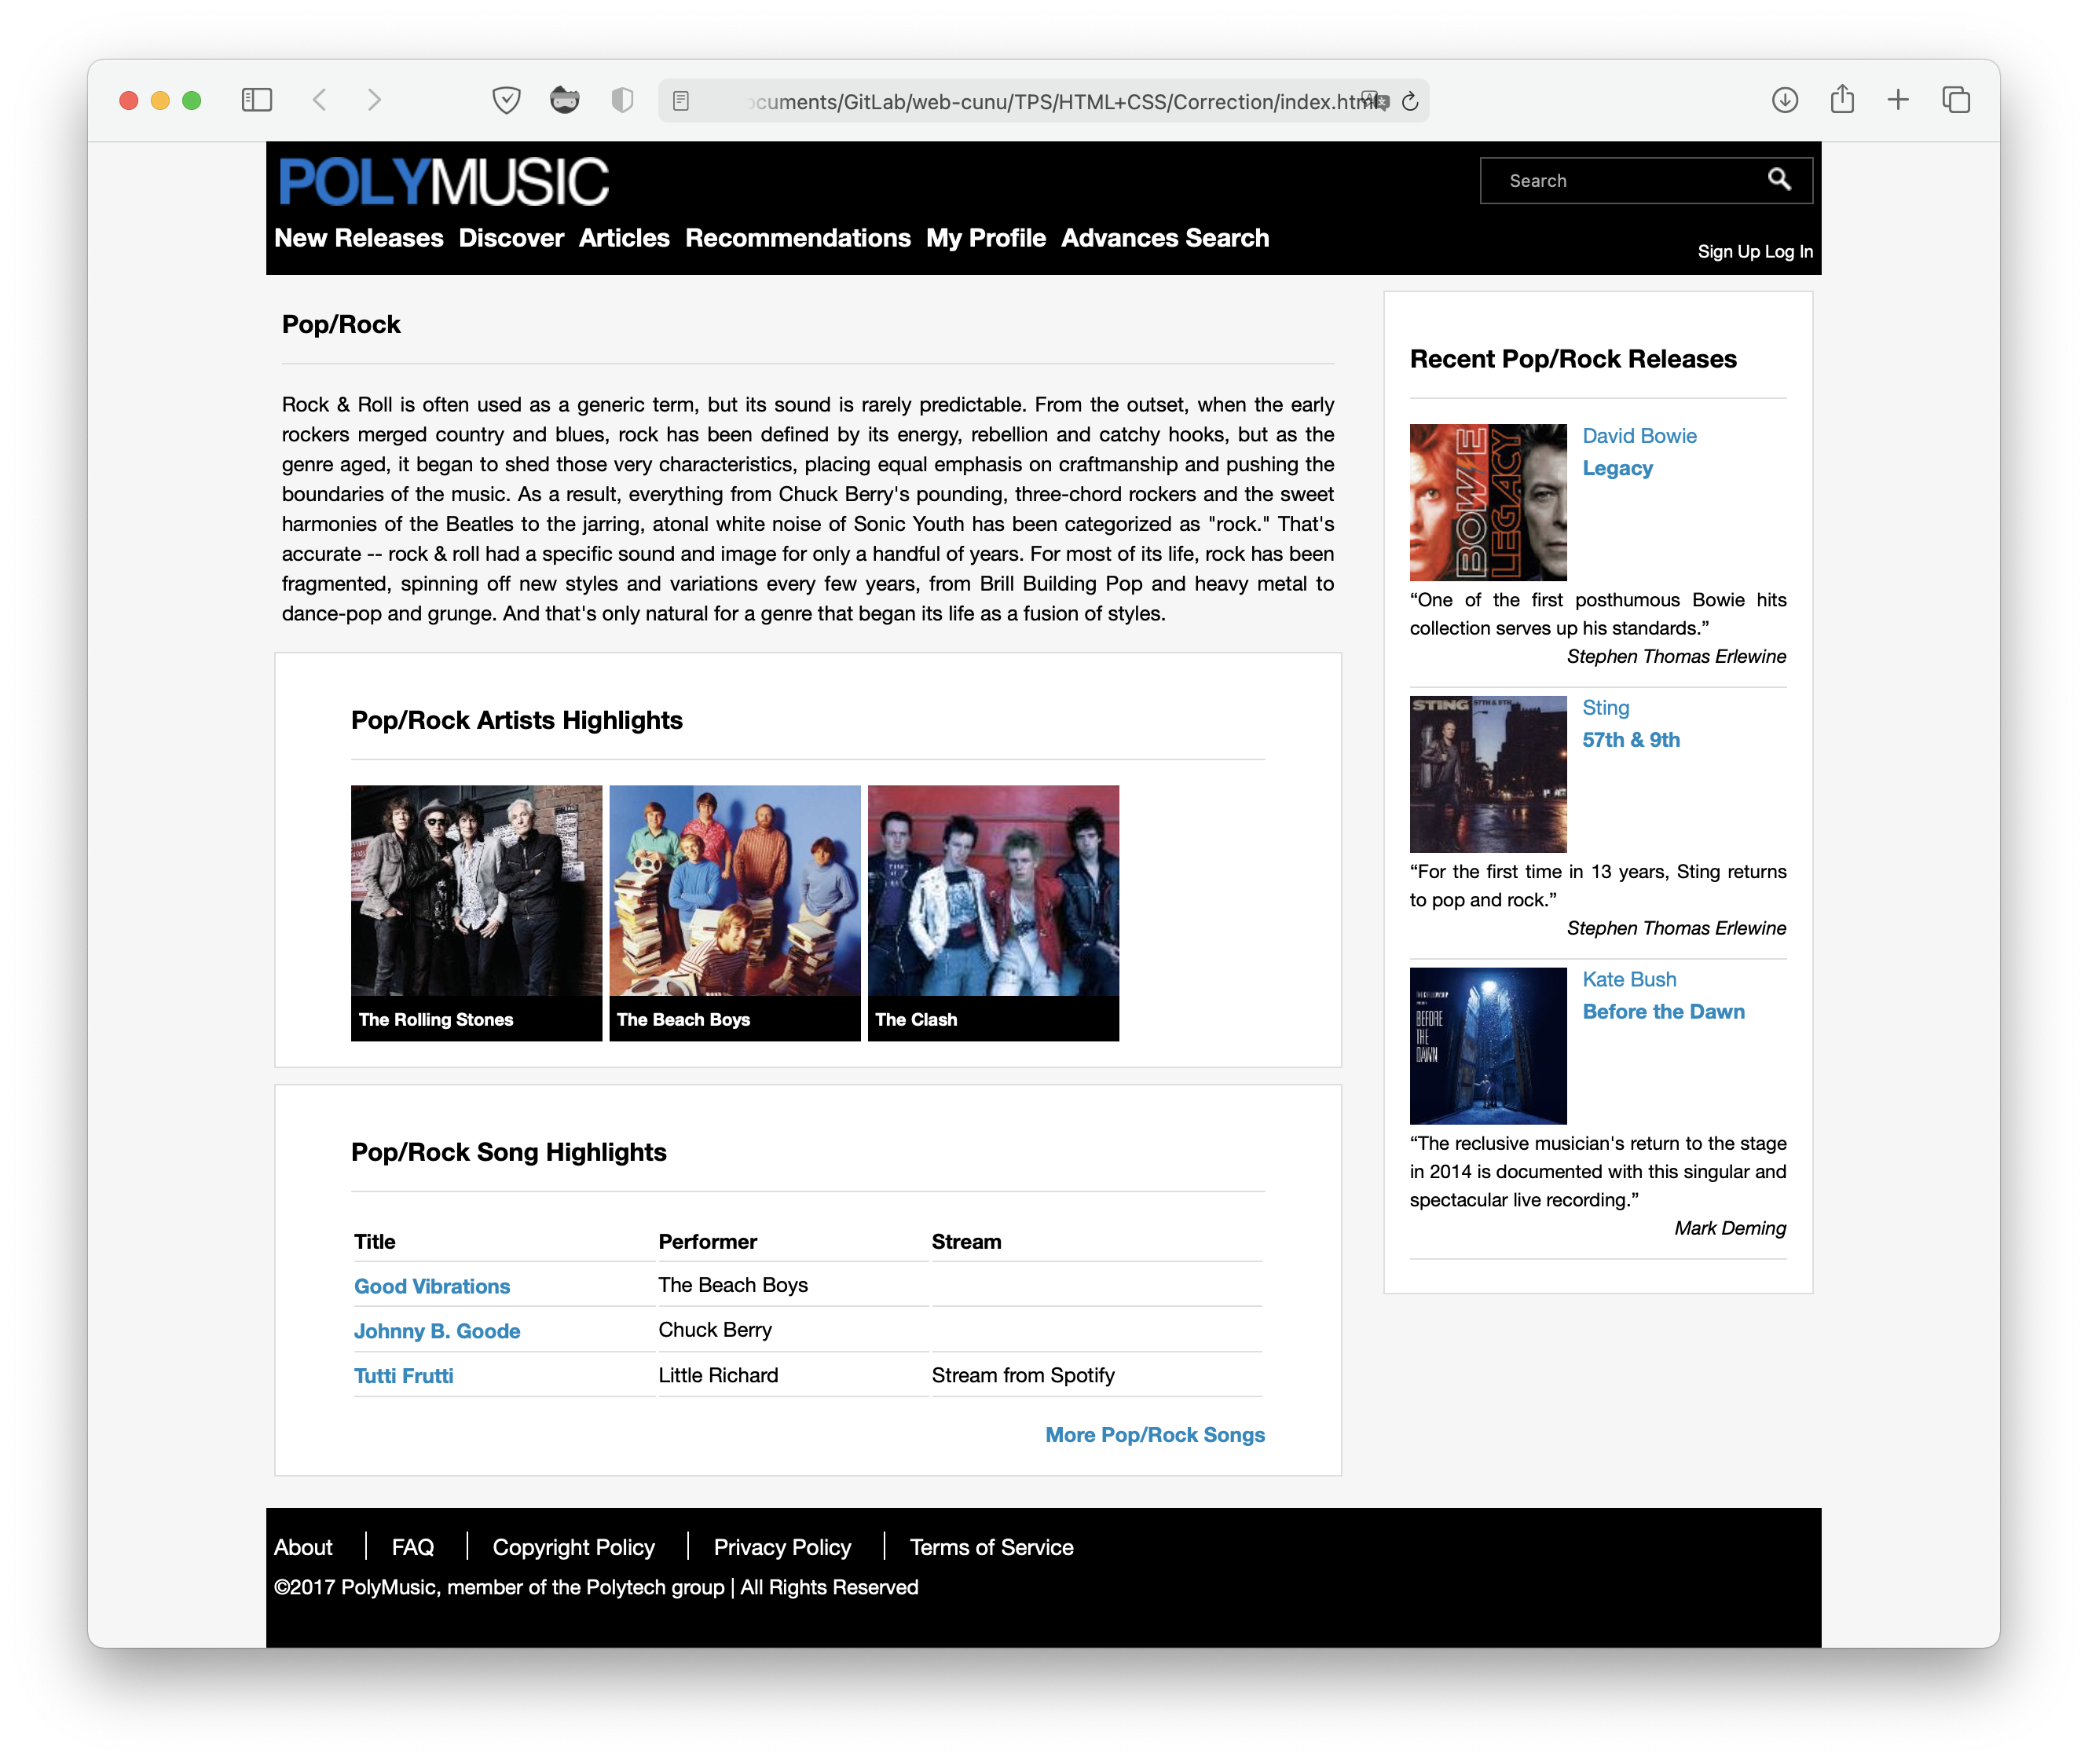 ocuments/GitLab/web-cunu/TPS/HTML+CSS/Correction/index.html
POLYMUSIC
Search
New Releases Discover Articles Recommendations My Profile Advances Search
Sign Up Log In
Pop/Rock
Rock & Roll is often used as a generic term, but its sound is rarely predictable. From the outset, when the early
rockers merged country and blues, rock has been defined by its energy, rebellion and catchy hooks, but as the
genre aged, it began to shed those very characteristics, placing equal emphasis on craftmanship and pushing the
boundaries of the music. As a result, everything from Chuck Berry's pounding, three-chord rockers and the sweet
harmonies of the Beatles to the jarring, atonal white noise of Sonic Youth has been categorized as "rock." That's
accurate -- rock & roll had a specific sound and image for only a handful of years. For most of its life, rock has been
fragmented, spinning off new styles and variations every few years, from Brill Building Pop and heavy metal to
dance-pop and grunge. And that's only natural for a genre that began its life as a fusion of styles.
Pop/Rock Artists Highlights
The Rolling Stones
The Beach Boys
The Clash
Pop/Rock Song Highlights
Title Performer Stream
Good Vibrations The Beach Boys
Johnny B. Goode Chuck Berry
Tutti Frutti Little Richard Stream from Spotify
More Pop/Rock Songs
Recent Pop/Rock Releases
BOWIE
LEGACY
David Bowie
Legacy
“One of the first posthumous Bowie hits
collection serves up his standards.”
Stephen Thomas Erlewine
STING 57TH & 9TH
Sting
57th & 9th
“For the first time in 13 years, Sting returns
to pop and rock.”
Stephen Thomas Erlewine
BEFORE
THE
DAWN
Kate Bush
Before the Dawn
“The reclusive musician's return to the stage
in 2014 is documented with this singular and
spectacular live recording.”
Mark Deming
About FAQ Copyright Policy Privacy Policy Terms of Service
©2017 PolyMusic, member of the Polytech group | All Rights Reserved